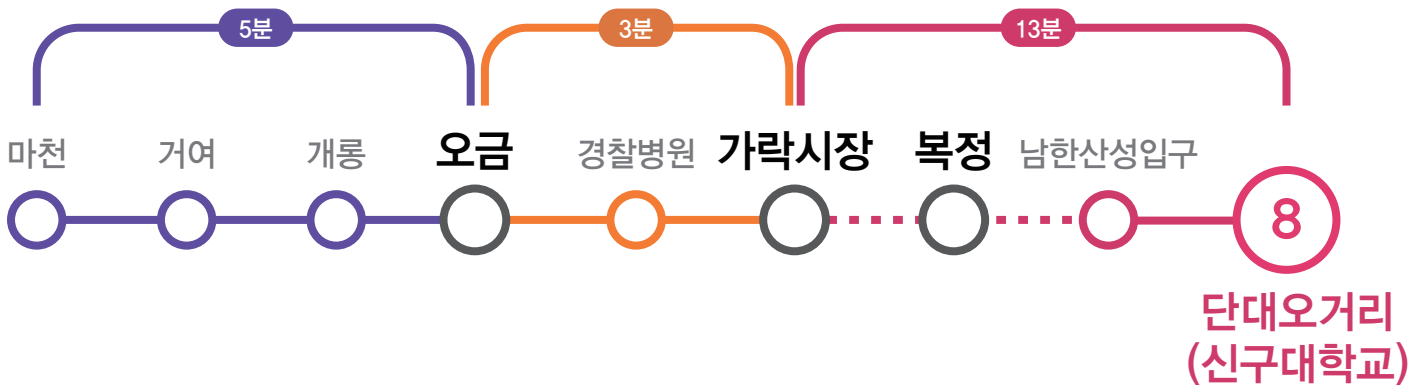 5분
3분
13분
마천
거여
개롱
오금
경찰병원
가락시장
복정
남한산성입구
8
단대오거리
(신구대학교)